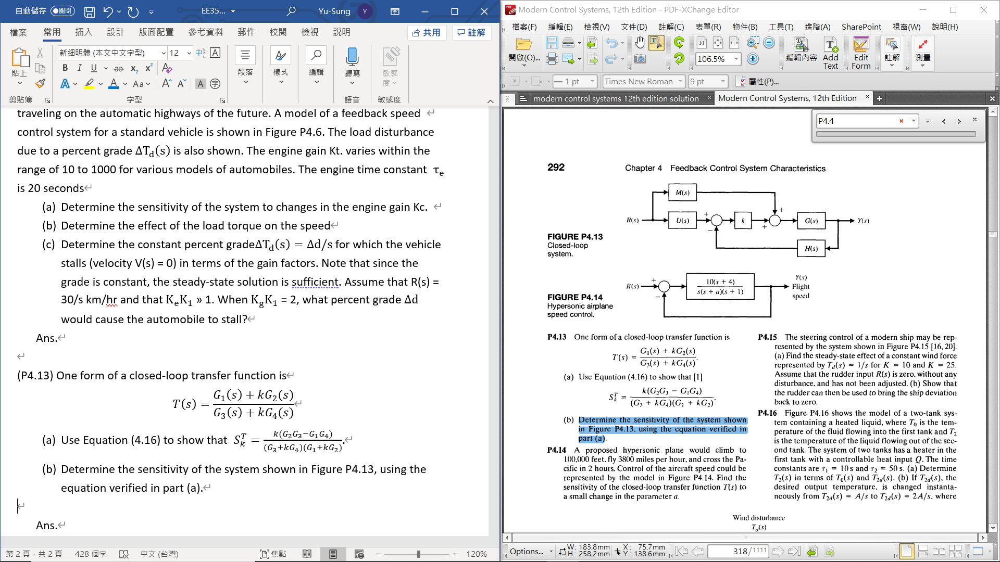 自動儲存
關閉
EE35...
Yu-Sung
Y
檔案 常用 插入 設計 版面配置 參考資料 郵件 校閱 檢視 說明
共用
註解
貼上
新細明體 (本文中文字型)
12
B I U ab x₂ x²
A A Aa A A A 字
段落
樣式
編輯
聽寫
敏感度
剪貼簿 字型 語音 敏感度
traveling on the automatic highways of the future. A model of a feedback speed
control system for a standard vehicle is shown in Figure P4.6. The load disturbance
due to a percent grade ΔT_d(s) is also shown. The engine gain Kt. varies within the
range of 10 to 1000 for various models of automobiles. The engine time constant τ_e
is 20 seconds
(a) Determine the sensitivity of the system to changes in the engine gain Kc.
(b) Determine the effect of the load torque on the speed
(c) Determine the constant percent gradeΔT_d(s) = Δd/s for which the vehicle
stalls (velocity V(s) = 0) in terms of the gain factors. Note that since the
grade is constant, the steady-state solution is sufficient. Assume that R(s) =
30/s km/hr and that K_eK_1 » 1. When K_gK_1 = 2, what percent grade Δd
would cause the automobile to stall?
Ans.
(P4.13) One form of a closed-loop transfer function is
T(s) = (G_1(s) + kG_2(s))/(G_3(s) + kG_4(s))
(a) Use Equation (4.16) to show that S_k^T = k(G_2G_3−G_1G_4)/((G_3+kG_4)(G_1+kG_2)).
(b) Determine the sensitivity of the system shown in Figure P4.13, using the
equation verified in part (a).
Ans.
第 2 頁，共 2 頁 428 個字 中文 (台灣) 焦點 120%
Modern Control Systems, 12th Edition - PDF-XChange Editor
檔案(F) 編輯(E) 檢視(V) 文件(D) 註解(C) 表單(R) 物件(B) 工具(T) 進階(A) SharePoint 視窗(W) 說明(H)
開啟(O)...
106.5%
編輯內容
Add Text
Edit Form
註解
測量
1 pt
Times New Roman
9 pt
屬性(P)...
modern control systems 12th edition solution
Modern Control Systems, 12th Edition
P4.4
292 Chapter 4 Feedback Control System Characteristics
M(s)
R(s) U(s) + − k + + G(s) Y(s)
H(s)
FIGURE P4.13
Closed-loop
system.
R(s) + − 10(s + 4)/(s(s + a)(s + 1))
Y(s)
Flight
speed
FIGURE P4.14
Hypersonic airplane
speed control.
P4.13 One form of a closed-loop transfer function is
T(s) = (G_1(s) + kG_2(s))/(G_3(s) + kG_4(s)).
(a) Use Equation (4.16) to show that [1]
S_k^T = k(G_2G_3 − G_1G_4)/((G_3 + kG_4)(G_1 + kG_2)).
(b) Determine the sensitivity of the system shown
in Figure P4.13, using the equation verified in
part (a).
P4.14 A proposed hypersonic plane would climb to
100,000 feet, fly 3800 miles per hour, and cross the Pa-
cific in 2 hours. Control of the aircraft speed could be
represented by the model in Figure P4.14. Find the
sensitivity of the closed-loop transfer function T(s) to
a small change in the parameter a.
P4.15 The steering control of a modern ship may be rep-
resented by the system shown in Figure P4.15 [16, 20].
(a) Find the steady-state effect of a constant wind force
represented by T_d(s) = 1/s for K = 10 and K = 25.
Assume that the rudder input R(s) is zero, without any
disturbance, and has not been adjusted. (b) Show that
the rudder can then be used to bring the ship deviation
back to zero.
P4.16 Figure P4.16 shows the model of a two-tank sys-
tem containing a heated liquid, where T_0 is the tem-
perature of the fluid flowing into the first tank and T_2
is the temperature of the liquid flowing out of the sec-
ond tank. The system of two tanks has a heater in the
first tank with a controllable heat input Q. The time
constants are τ_1 = 10 s and τ_2 = 50 s. (a) Determine
T_2(s) in terms of T_0(s) and T_2d(s). (b) If T_2d(s), the
desired output temperature, is changed instanta-
neously from T_2d(s) = A/s to T_2d(s) = 2A/s, where
Wind disturbance
T_d(s)
Options...
W: 183.8mm
H: 258.2mm
X: 75.7mm
Y: 138.6mm
318/1111